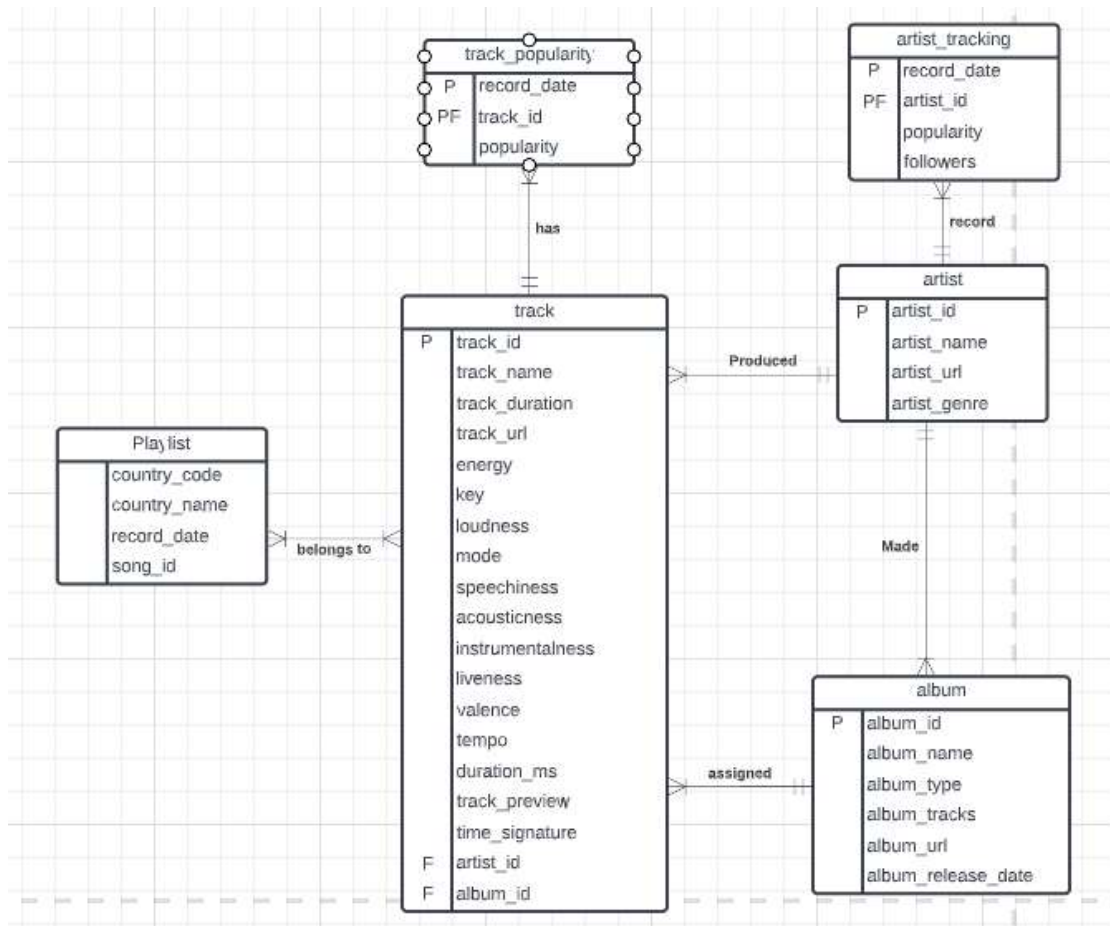 track_popularity
P record_date
PF track_id
popularity
artist_tracking
P record_date
PF artist_id
popularity
followers
has
record
artist
P artist_id
artist_name
artist_url
artist_genre
track
P track_id
track_name
track_duration
track_url
energy
key
loudness
mode
speechiness
acousticness
instrumentalness
liveness
valence
tempo
duration_ms
track_preview
time_signature
F artist_id
F album_id
Produced
Playlist
country_code
country_name
record_date
song_id
belongs to
Made
assigned
album
P album_id
album_name
album_type
album_tracks
album_url
album_release_date